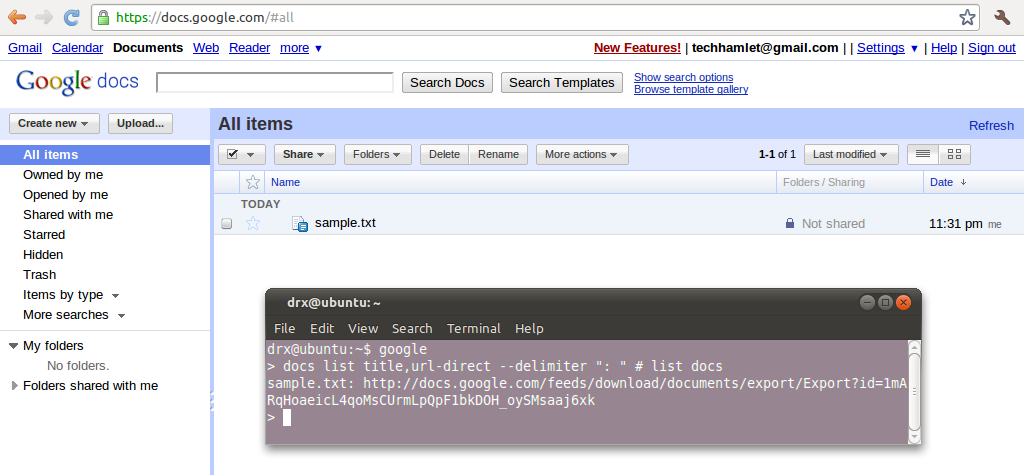 https://docs.google.com/#all
Gmail Calendar Documents Web Reader more ▼ New Features! | techhamlet@gmail.com | | Settings ▼ | Help | Sign out
Google docs Search Docs Search Templates Show search options
Browse template gallery
Create new Upload...
All items Refresh
All items
Share Folders Delete Rename More actions 1-1 of 1 Last modified
Owned by me
Opened by me
Shared with me
Starred
Hidden
Trash
Items by type
More searches
My folders
No folders.
Folders shared with me
Name Folders / Sharing Date ↓
TODAY
sample.txt Not shared 11:31 pm me
drx@ubuntu: ~
File Edit View Search Terminal Help
drx@ubuntu:~$ google
> docs list title,url-direct --delimiter ": " # list docs
sample.txt: http://docs.google.com/feeds/download/documents/export/Export?id=1mA
RqHoaeicL4qoMsCUrmLpQpF1bkDOH_oySMsaaj6xk
>